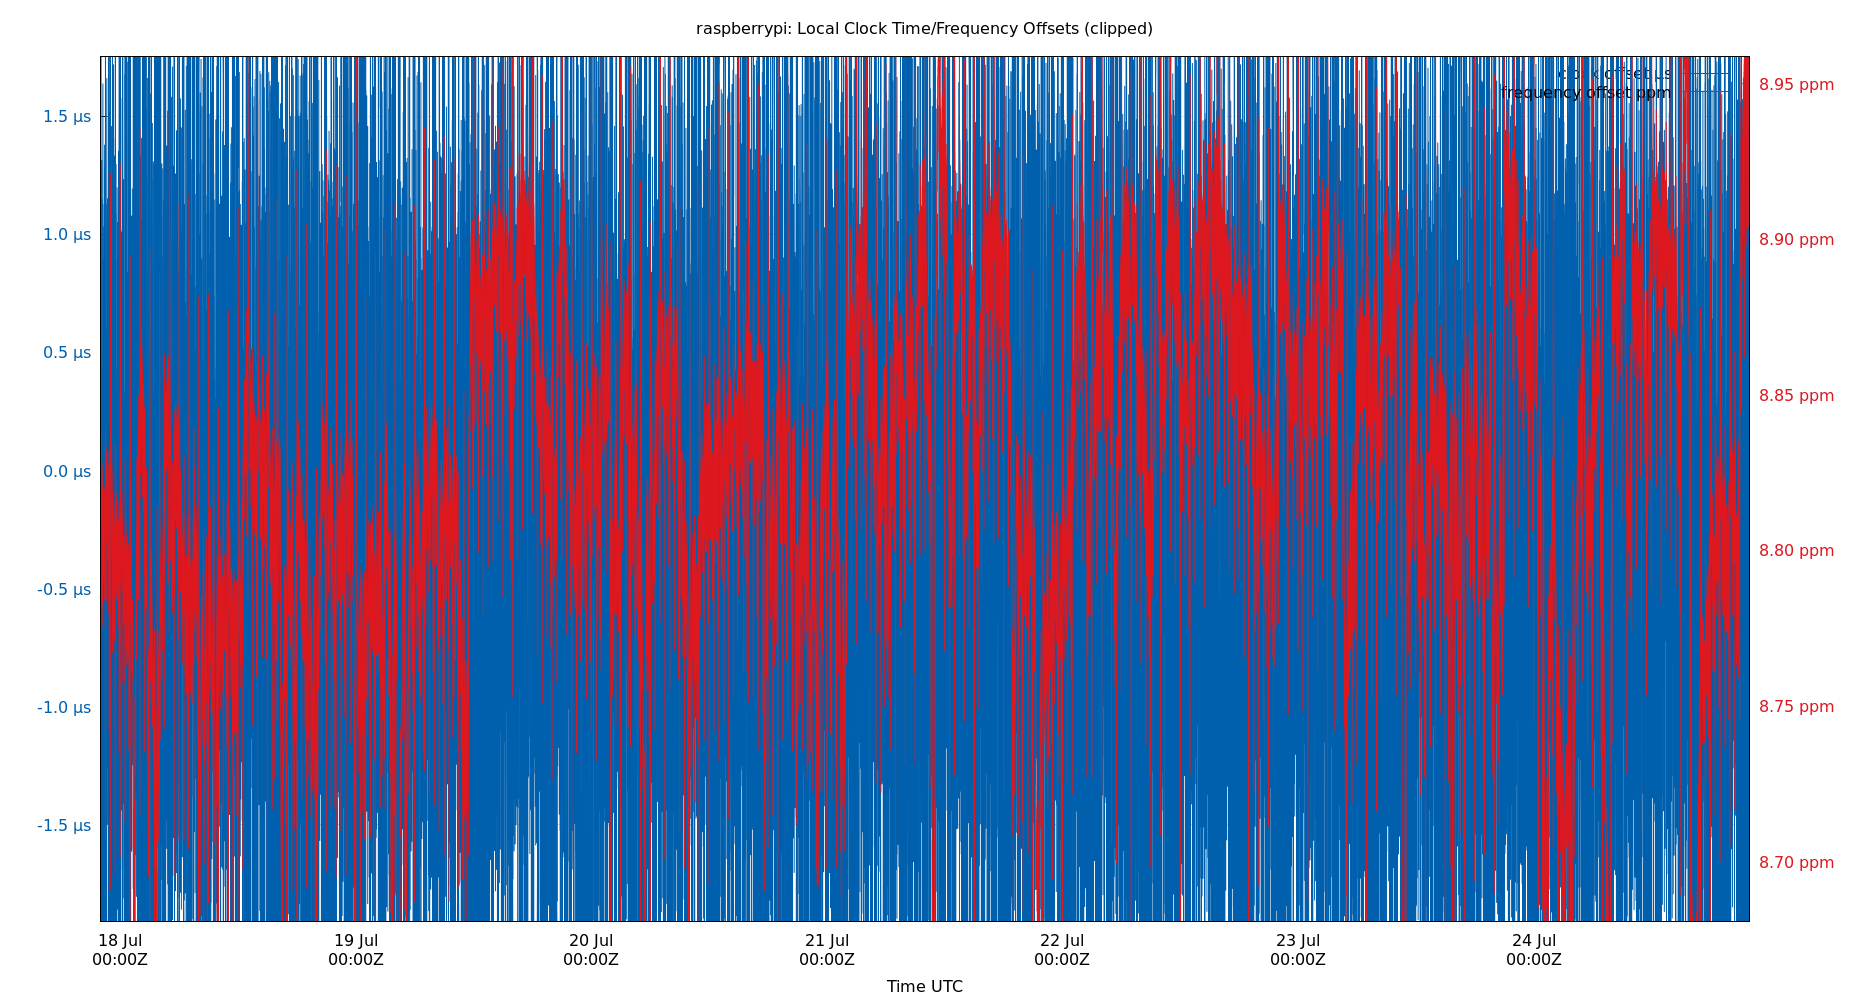 raspberrypi: Local Clock Time/Frequency Offsets (clipped)
clock offset µs
frequency offset ppm
1.5 µs
1.0 µs
0.5 µs
0.0 µs
-0.5 µs
-1.0 µs
-1.5 µs
8.95 ppm
8.90 ppm
8.85 ppm
8.80 ppm
8.75 ppm
8.70 ppm
18 Jul
00:00Z
19 Jul
00:00Z
20 Jul
00:00Z
21 Jul
00:00Z
22 Jul
00:00Z
23 Jul
00:00Z
24 Jul
00:00Z
Time UTC